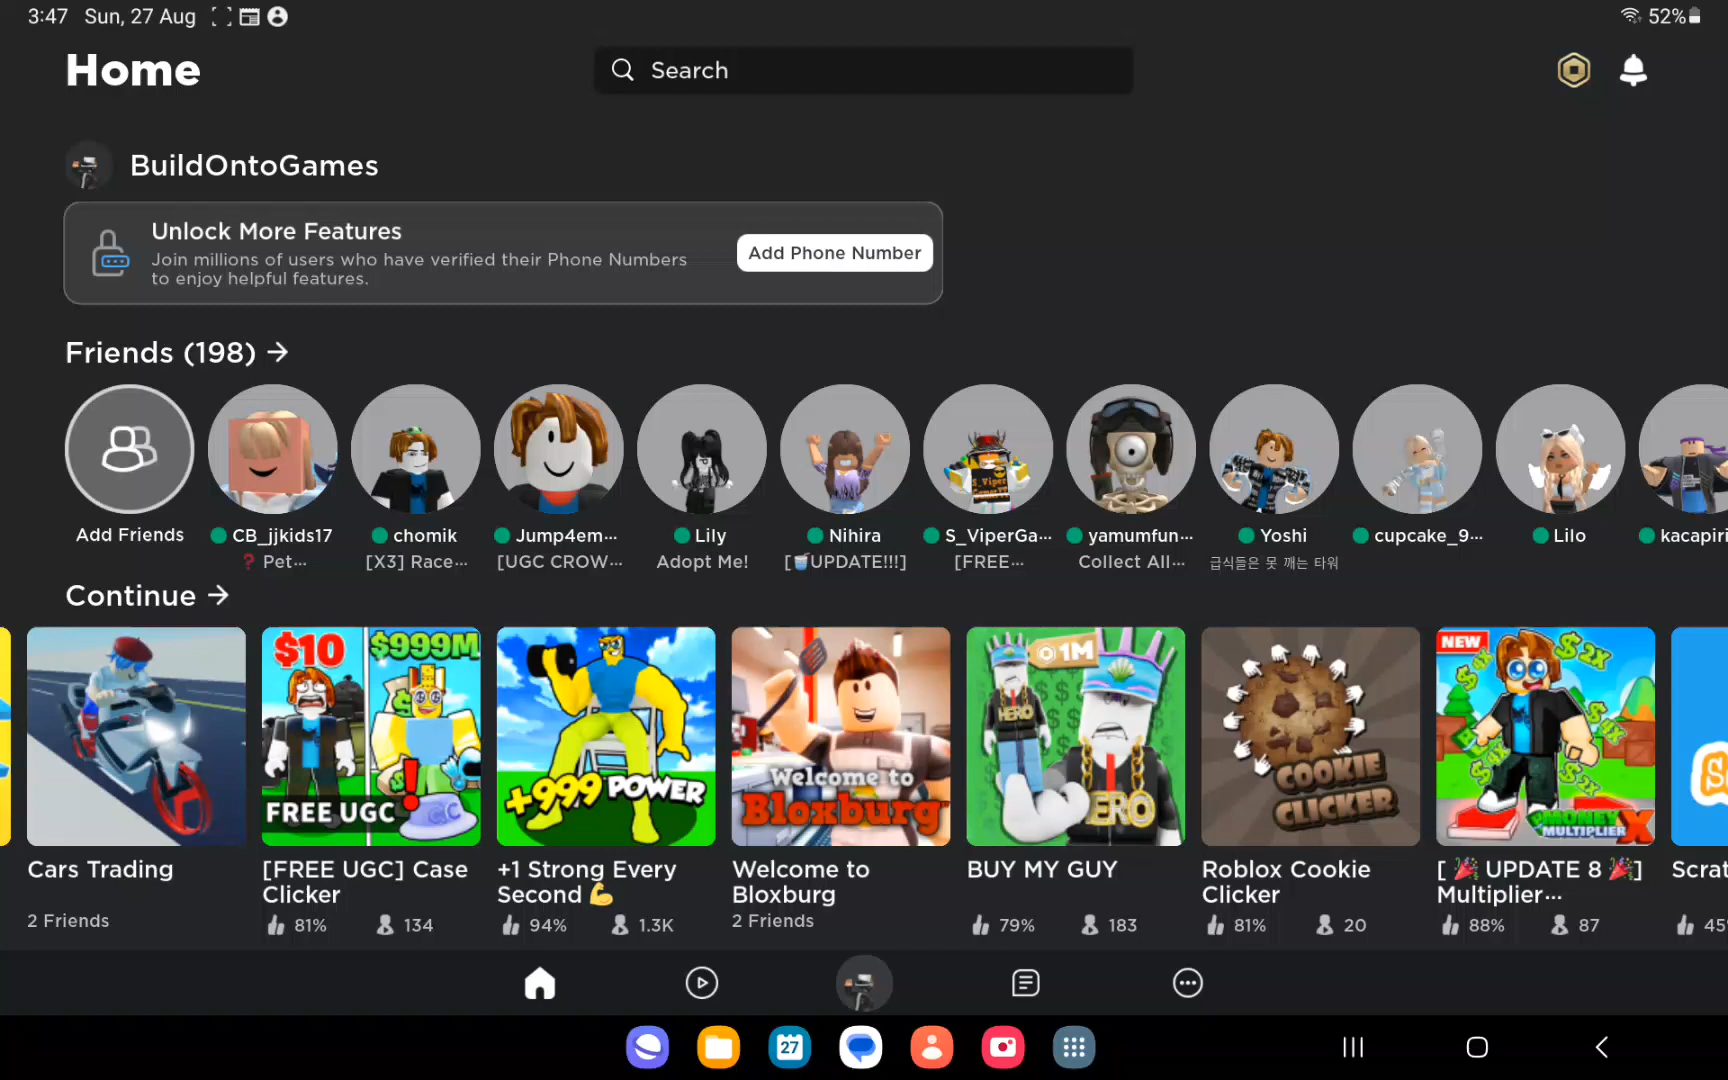 3:47 Sun, 27 Aug
52%
Home
Search
BuildOntoGames
Unlock More Features
Join millions of users who have verified their Phone Numbers
to enjoy helpful features.
Add Phone Number
Friends (198) →
Add Friends
CB_jjkids17
❓ Pet...
chomik
[X3] Race...
Jump4em...
[UGC CROW...
Lily
Adopt Me!
Nihira
[🥤UPDATE!!!]
S_ViperGa...
[FREE...
yamumfun...
Collect All...
Yoshi
급식들은 못 깨는 타워
cupcake_9...
Lilo
kacapiri
Continue →
$10 $999M
FREE UGC
+999 POWER
Welcome to
Bloxburg
1M
HERO
ERO
COOKIE
CLICKER
NEW
$2X
MONEY
MULTIPLIER X
Cars Trading
2 Friends
[FREE UGC] Case
Clicker
81% 134
+1 Strong Every
Second 💪
94% 1.3K
Welcome to
Bloxburg
2 Friends
BUY MY GUY
79% 183
Roblox Cookie
Clicker
81% 20
[ 🎉 UPDATE 8 🎉]
Multiplier...
88% 87
Scrat
45%
27